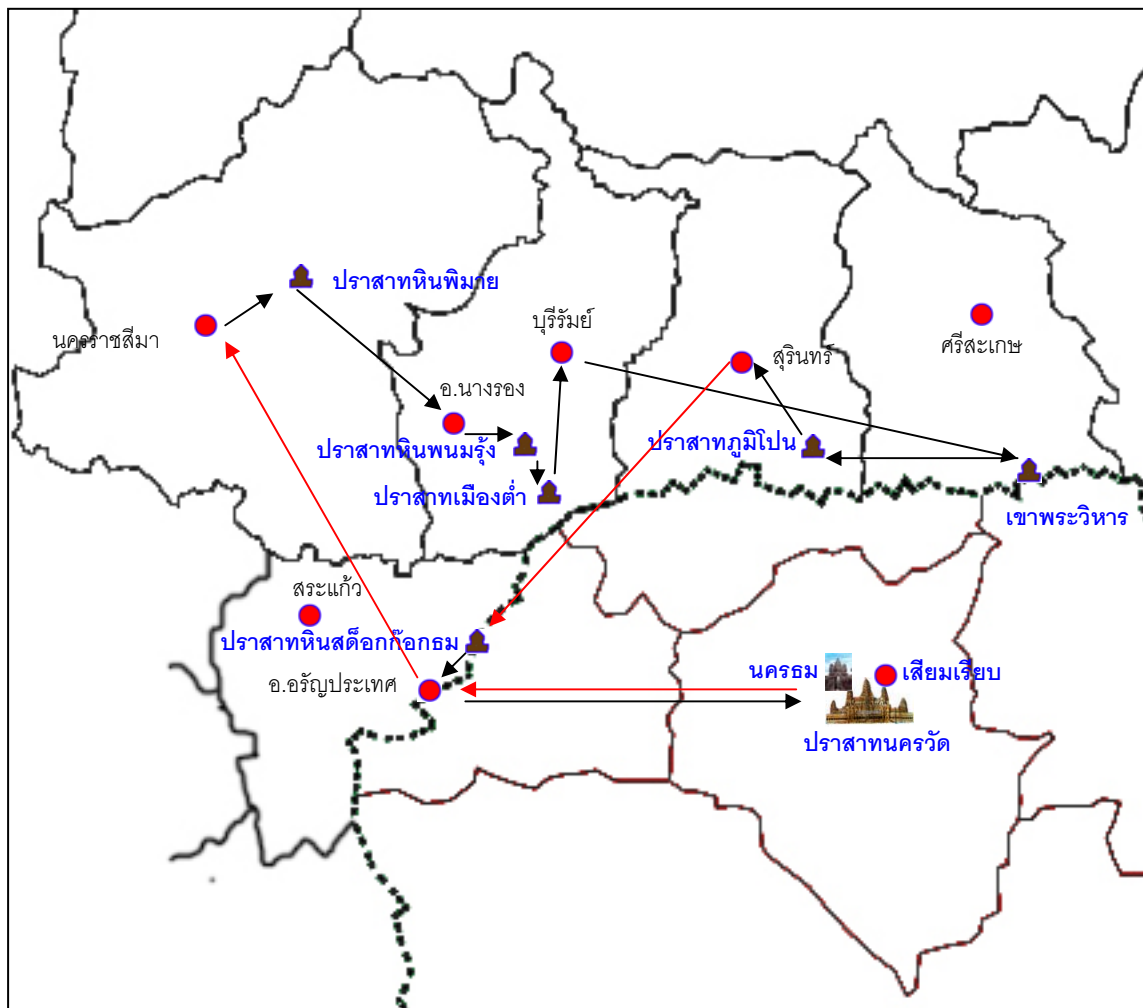 ปราสาทหินพิมาย
บุรีรัมย์
นครราชสีมา
ศรีสะเกษ
สุรินทร์
อ.นางรอง
ปราสาทหินพนมรุ้ง
ปราสาทภูมิโปน
ปราสาทเมืองต่ำ
เขาพระวิหาร
สระแก้ว
ปราสาทหินสด็อกก๊อกธม
นครธม
เสียมเรียบ
อ.อรัญประเทศ
ปราสาทนครวัด